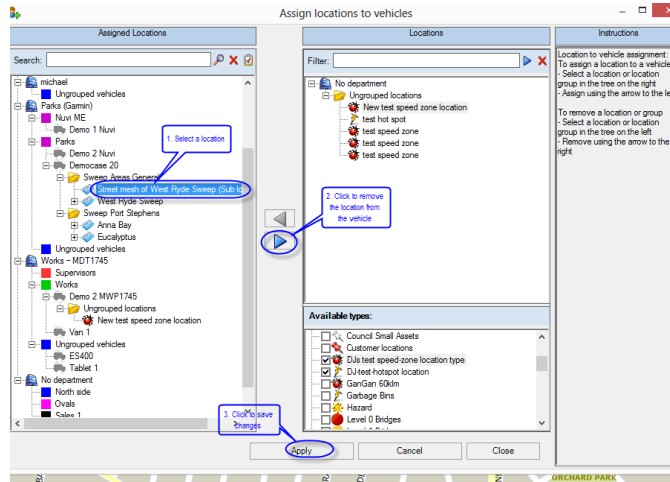 Assign locations to vehicles
Assigned Locations
Locations
Instructions
Search:
Filter:
michael
Ungrouped vehicles
Parks (Garmin)
Nuvi ME
Demo 1 Nuvi
Parks
Demo 2 Nuvi
Democase 20
Sweep Areas General
Street mesh of West Ryde Sweep (Sub lo
West Ryde Sweep
Sweep Port Stephens
Anna Bay
Eucalyptus
Ungrouped vehicles
Works - MDT1745
Supervisors
Works
Demo 2 MWP1745
Ungrouped locations
New test speed zone location
Van 1
Ungrouped vehicles
ES400
Tablet 1
No department
North side
Ovals
Sales 1
1. Select a location
2. Click to remove
the location from
the vehicle
3. Click to save
changes
No department
Ungrouped locations
New test speed zone location
test hot spot
test speed zone
test speed zone
test speed zone
Available types:
Council Small Assets
Customer locations
DJs test speed-zone location type
DJ-test-hotspot location
GanGan 60klm
Garbage Bins
Hazard
Level 0 Bridges
Location to vehicle assignment:
To assign a location to a vehicle
- Select a location or location
group in the tree on the right
- Assign using the arrow to the le
To remove a location or group
- Select a location or location
group in the tree on the left
- Remove using the arrow to the
right
Apply
Cancel
Close
ORCHARD PARK